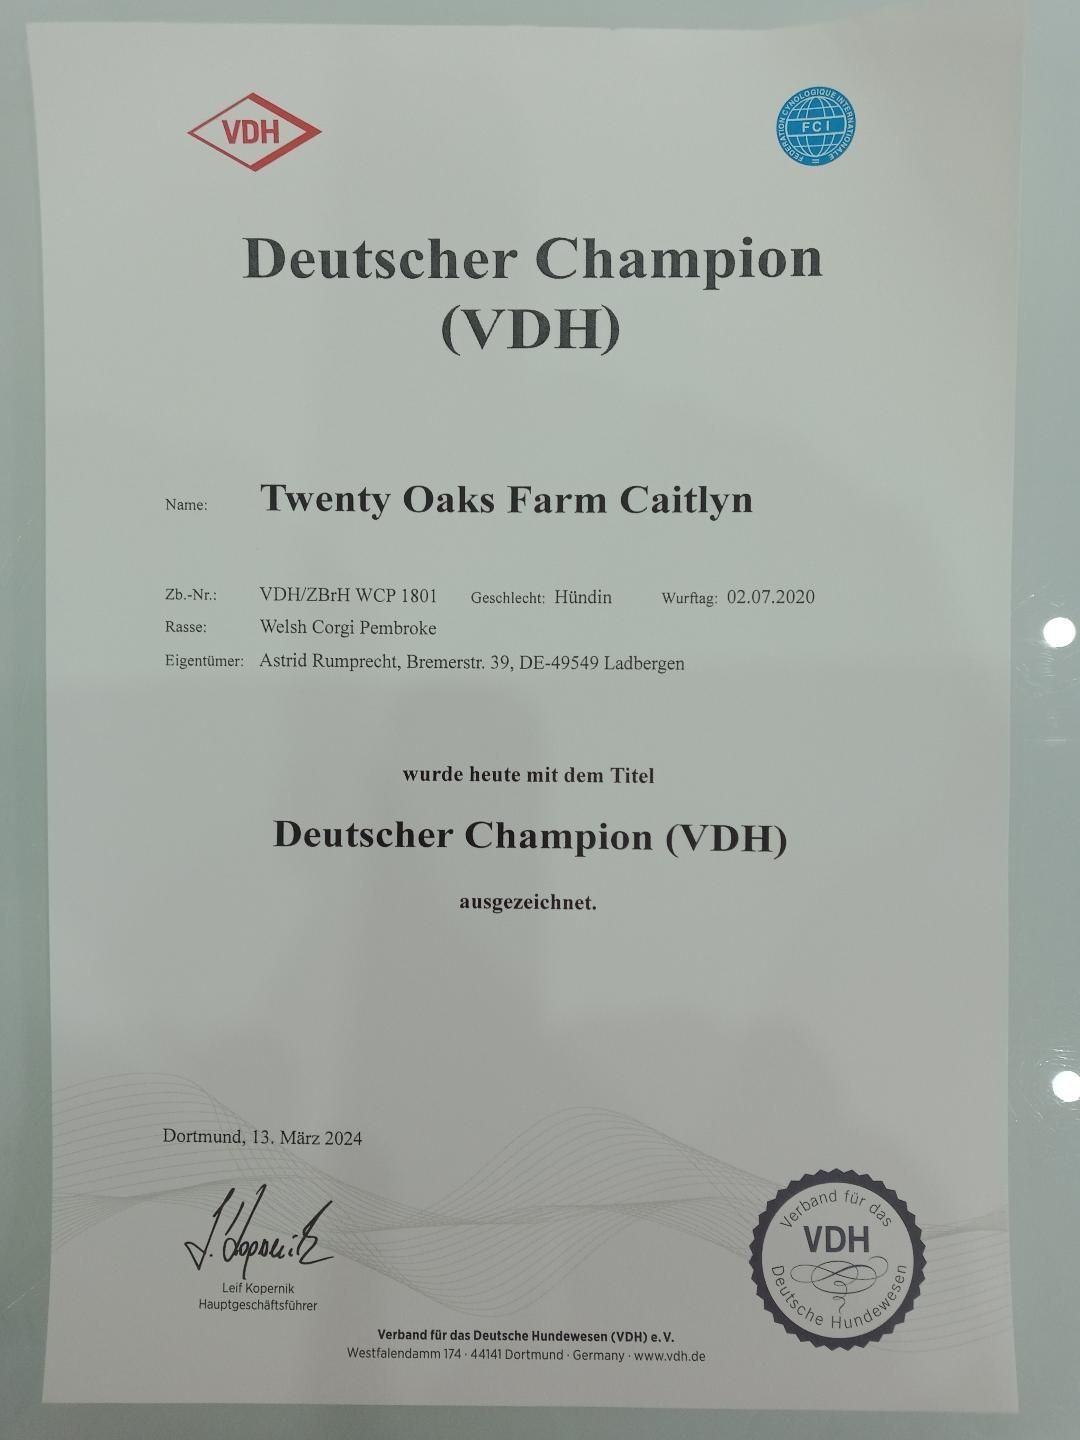 VDH
FEDERATION CYNOLOGIQUE INTERNATIONALE
FCI
Deutscher Champion
(VDH)
Name: Twenty Oaks Farm Caitlyn
Zb.-Nr.: VDH/ZBrH WCP 1801 Geschlecht: Hündin Wurftag: 02.07.2020
Rasse: Welsh Corgi Pembroke
Eigentümer: Astrid Rumprecht, Bremerstr. 39, DE-49549 Ladbergen
wurde heute mit dem Titel
Deutscher Champion (VDH)
ausgezeichnet.
Dortmund, 13. März 2024
L. Kopernik
Leif Kopernik
Hauptgeschäftsführer
Verband für das
VDH
Deutsche Hundewesen
Verband für das Deutsche Hundewesen (VDH) e. V.
Westfalendamm 174 · 44141 Dortmund · Germany · www.vdh.de